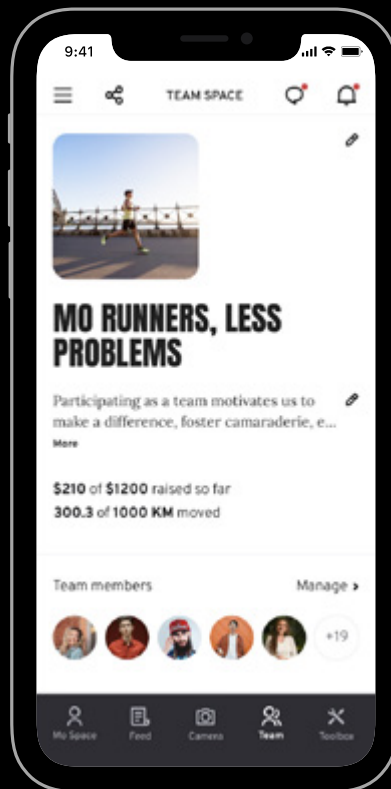 9:41
TEAM SPACE
MO RUNNERS, LESS
PROBLEMS
Participating as a team motivates us to
make a difference, foster camaraderie, e...
More
$210 of $1200 raised so far
300.3 of 1000 KM moved
Team members Manage >
+19
Mo Space Feed Camera Team Toolbox